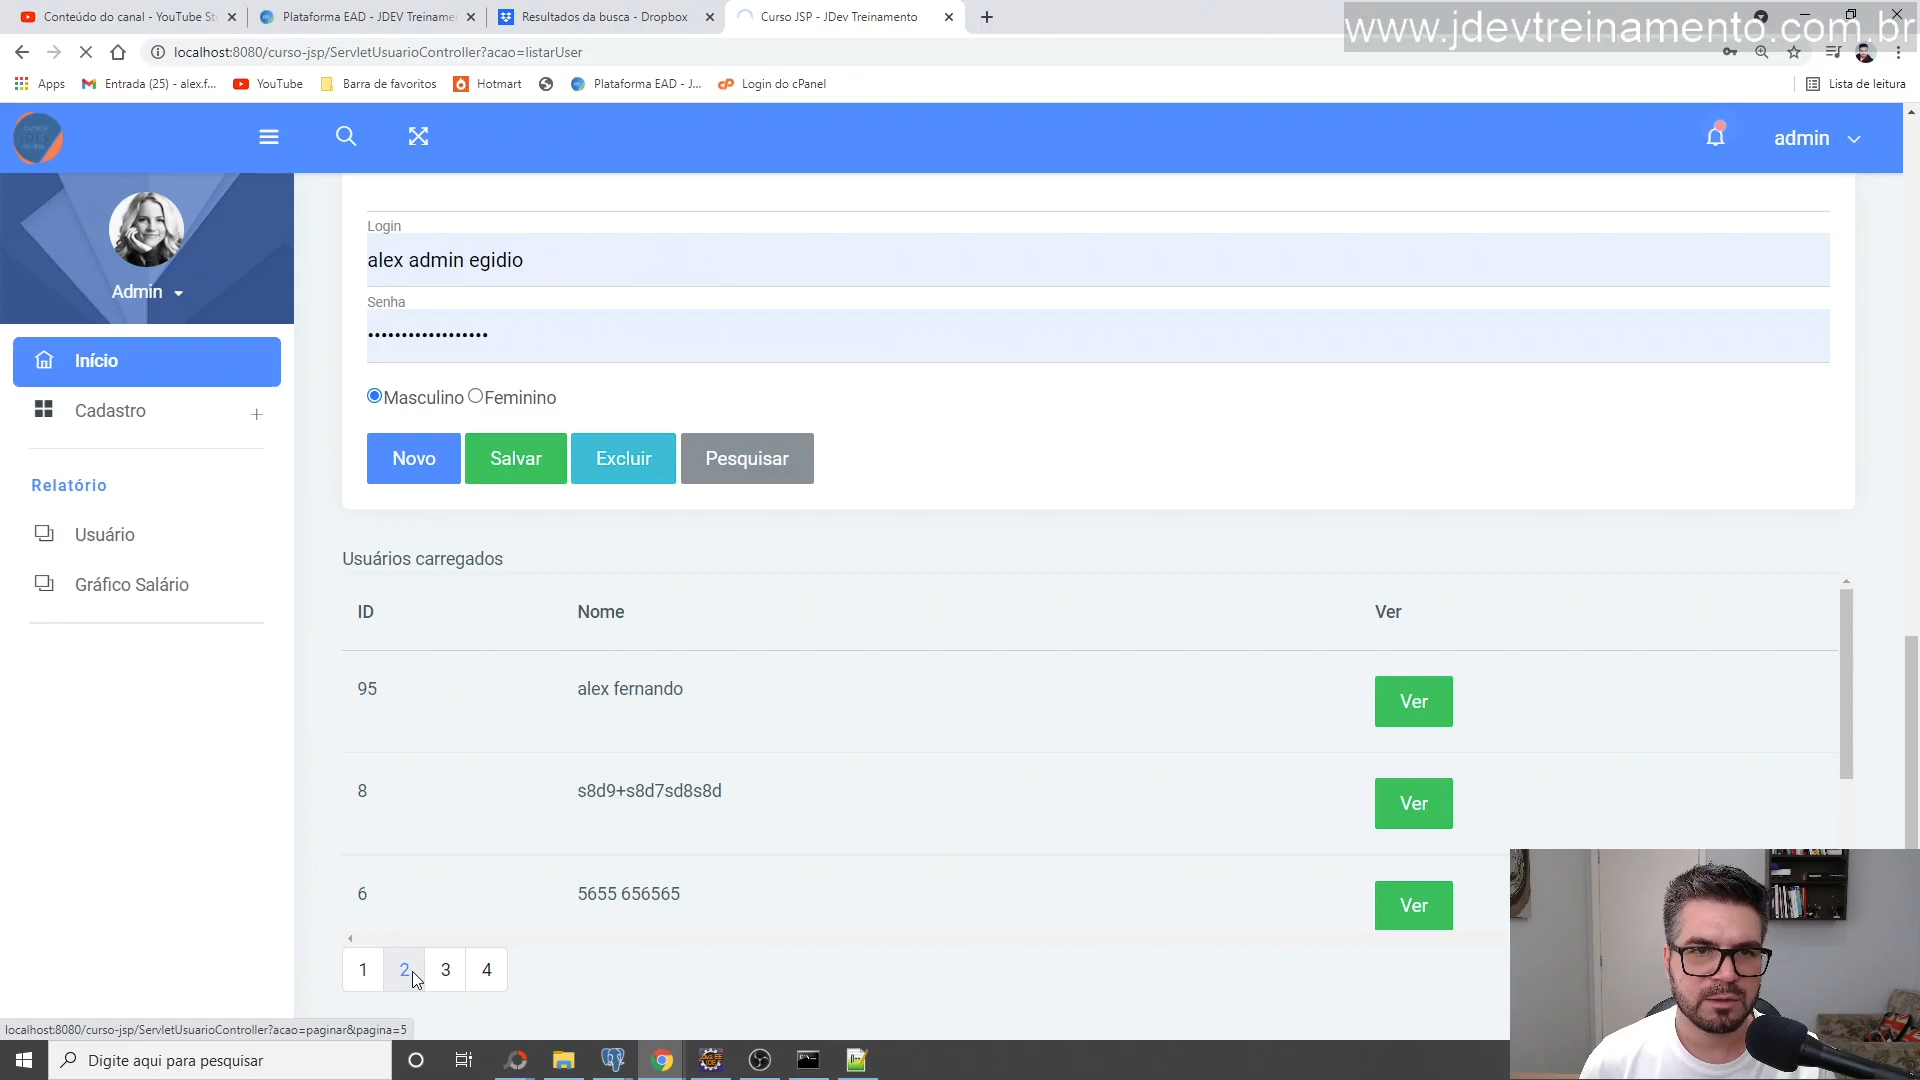 Conteúdo do canal - YouTube St
Plataforma EAD - JDEV Treiname
Resultados da busca - Dropbox
Curso JSP - JDev Treinamento
www.jdevtreinamento.com.br
localhost:8080/curso-jsp/ServletUsuarioController?acao=listarUser
Apps
Entrada (25) - alex.f...
YouTube
Barra de favoritos
Hotmart
Plataforma EAD - J...
Login do cPanel
Lista de leitura
admin
Admin
Início
Cadastro
Relatório
Usuário
Gráfico Salário
Login
alex admin egidio
Senha
••••••••••••••••••
Masculino Feminino
Novo Salvar Excluir Pesquisar
Usuários carregados
ID Nome Ver
95 alex fernando Ver
8 s8d9+s8d7sd8s8d Ver
6 5655 656565 Ver
1 2 3 4
localhost:8080/curso-jsp/ServletUsuarioController?acao=paginar&pagina=5
Digite aqui para pesquisar